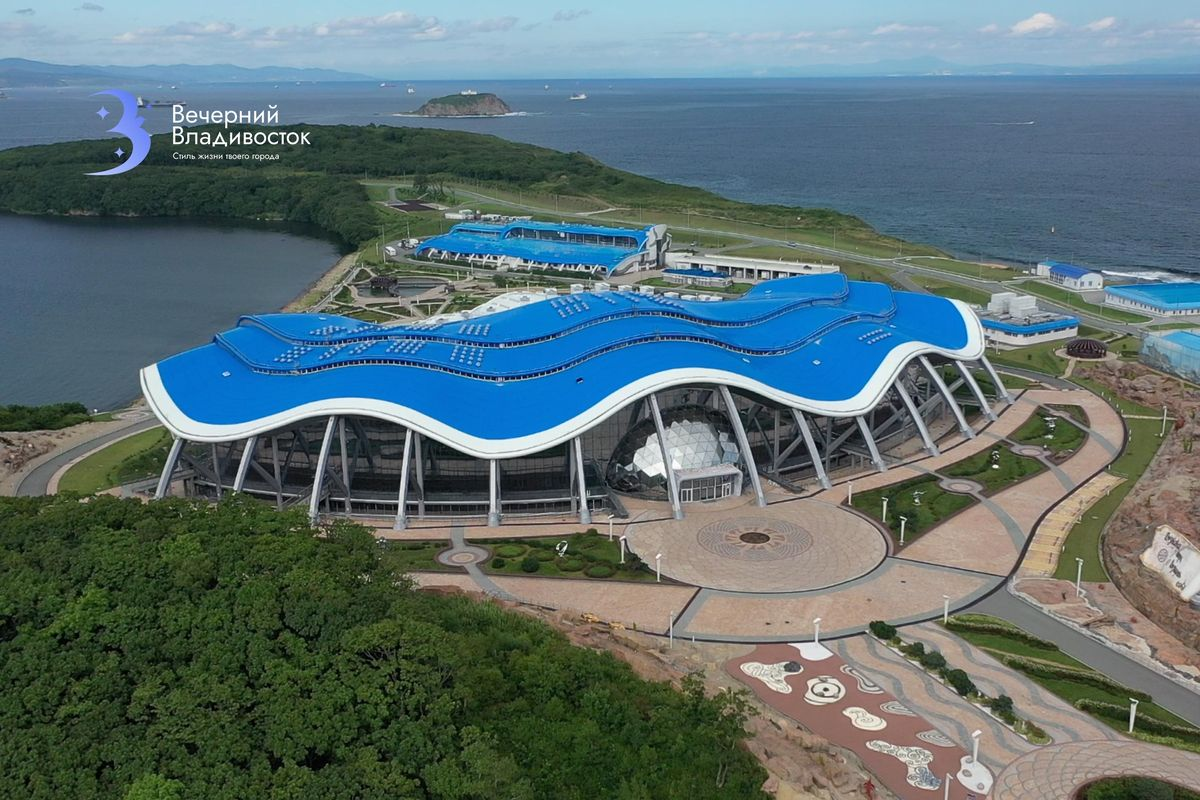 Вечерний
Владивосток
Стиль жизни твоего города